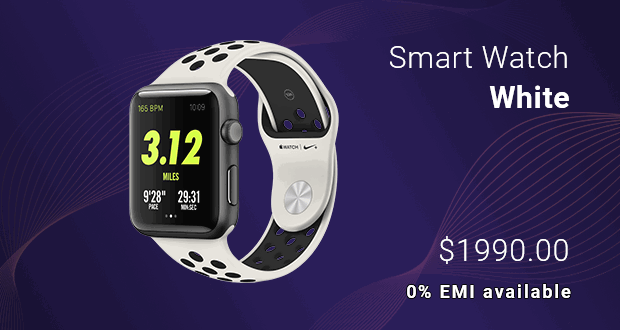 Smart Watch
White
165 BPM 10:09
3.12
MILES
9'28" 29:31
PACE MIN:SEC
WATCH
$1990.00
0% EMI available